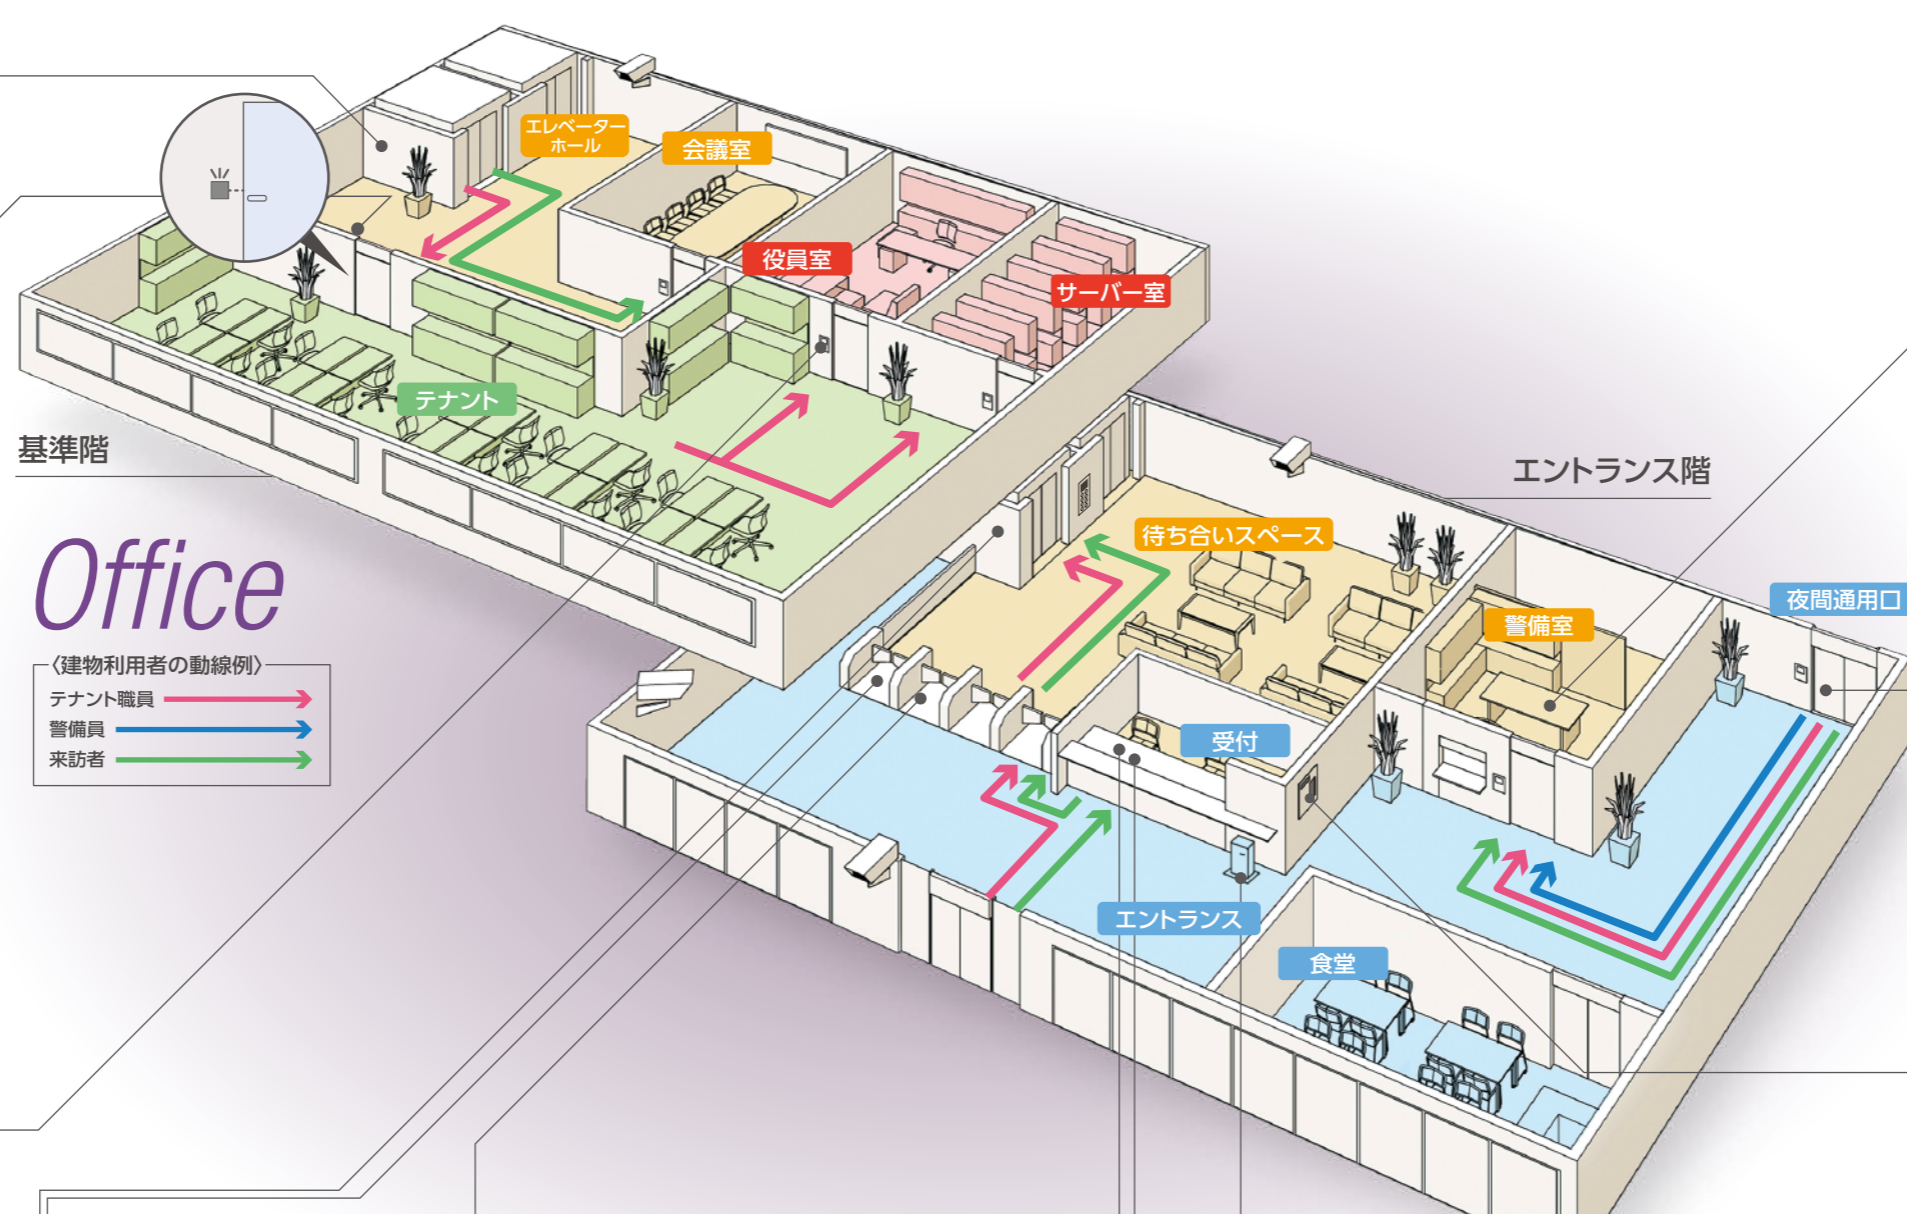 エレベーター
ホール
会議室
役員室
サーバー室
テナント
基準階
エントランス階
Office
待ち合いスペース
夜間通用口
警備室
〈建物利用者の動線例〉
テナント職員
警備員
来訪者
受付
エントランス
食堂